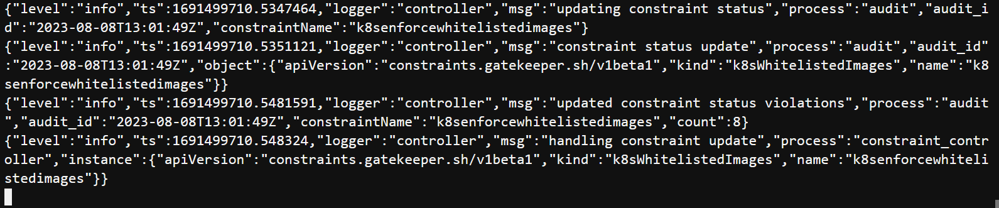 {"level":"info","ts":1691499710.5347464,"logger":"controller","msg":"updating constraint status","process":"audit","audit_i
d":"2023-08-08T13:01:49Z","constraintName":"k8senforcewhitelistedimages"}
{"level":"info","ts":1691499710.5351121,"logger":"controller","msg":"constraint status update","process":"audit","audit_id"
:"2023-08-08T13:01:49Z","object":{"apiVersion":"constraints.gatekeeper.sh/v1beta1","kind":"k8sWhitelistedImages","name":"k8
senforcewhitelistedimages"}}
{"level":"info","ts":1691499710.5481591,"logger":"controller","msg":"updated constraint status violations","process":"audit
","audit_id":"2023-08-08T13:01:49Z","constraintName":"k8senforcewhitelistedimages","count":8}
{"level":"info","ts":1691499710.548324,"logger":"controller","msg":"handling constraint update","process":"constraint_contr
oller","instance":{"apiVersion":"constraints.gatekeeper.sh/v1beta1","kind":"k8sWhitelistedImages","name":"k8senforcewhiteli
stedimages"}}